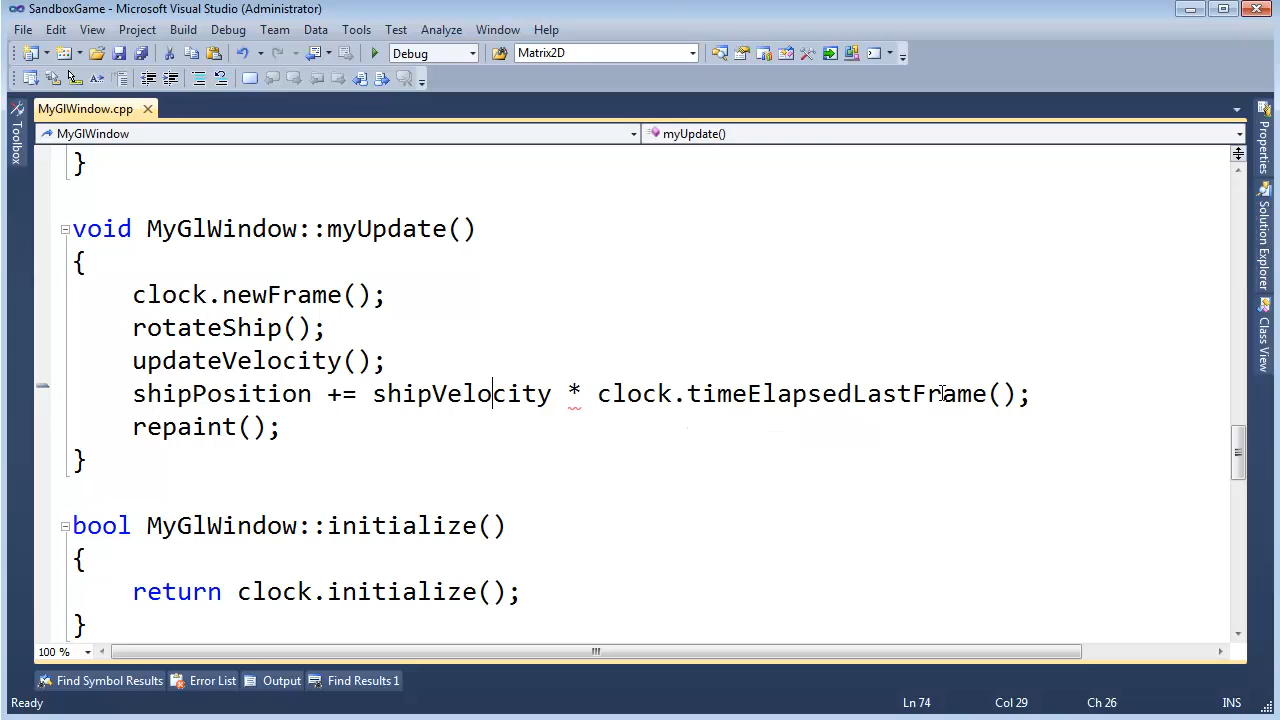 SandboxGame - Microsoft Visual Studio (Administrator)
File Edit View Project Build Debug Team Data Tools Test Analyze Window Help
Debug Matrix2D
MyGlWindow.cpp
MyGlWindow myUpdate()
Toolbox
Properties
Solution Explorer
Class View
}
void MyGlWindow::myUpdate()
{
clock.newFrame();
rotateShip();
updateVelocity();
shipPosition += shipVelocity * clock.timeElapsedLastFrame();
repaint();
}
bool MyGlWindow::initialize()
{
return clock.initialize();
}
100 %
Find Symbol Results Error List Output Find Results 1
Ready Ln 74 Col 29 Ch 26 INS